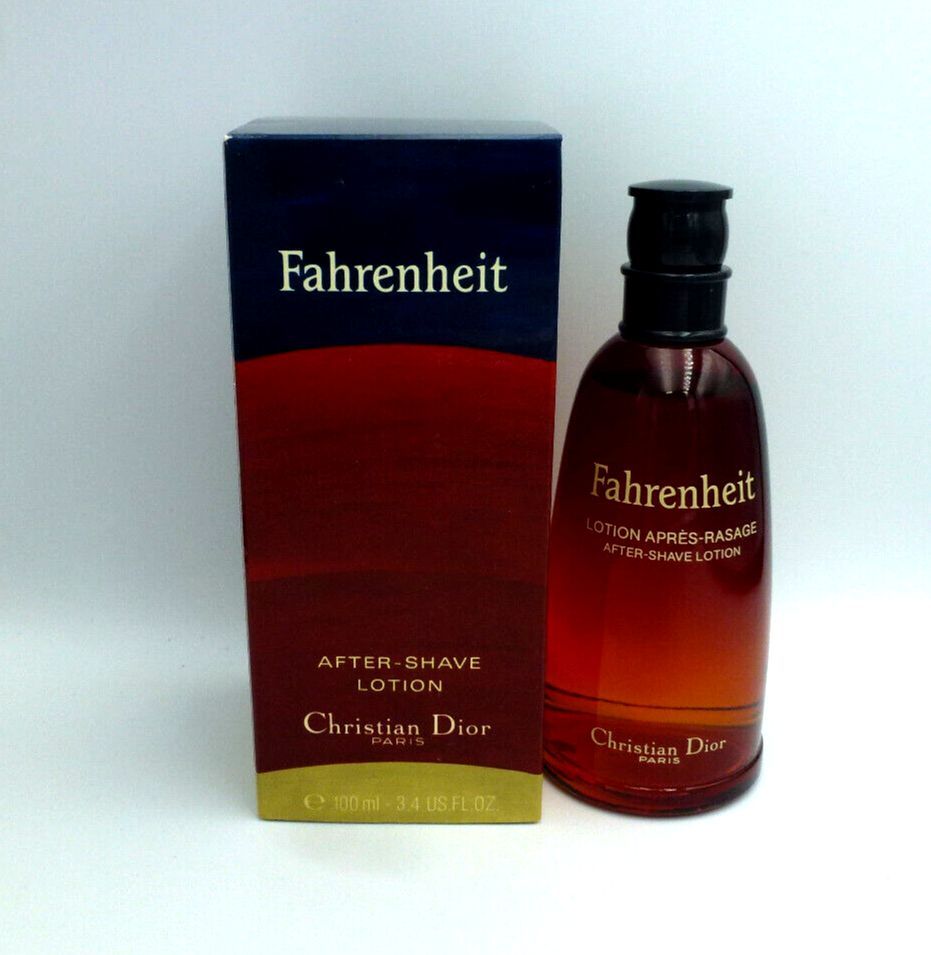 Fahrenheit
AFTER-SHAVE
LOTION
Christian Dior
PARIS
℮ 100 ml - 3.4 US.FL.OZ.
Fahrenheit
LOTION APRÈS-RASAGE
AFTER-SHAVE LOTION
Christian Dior
PARIS